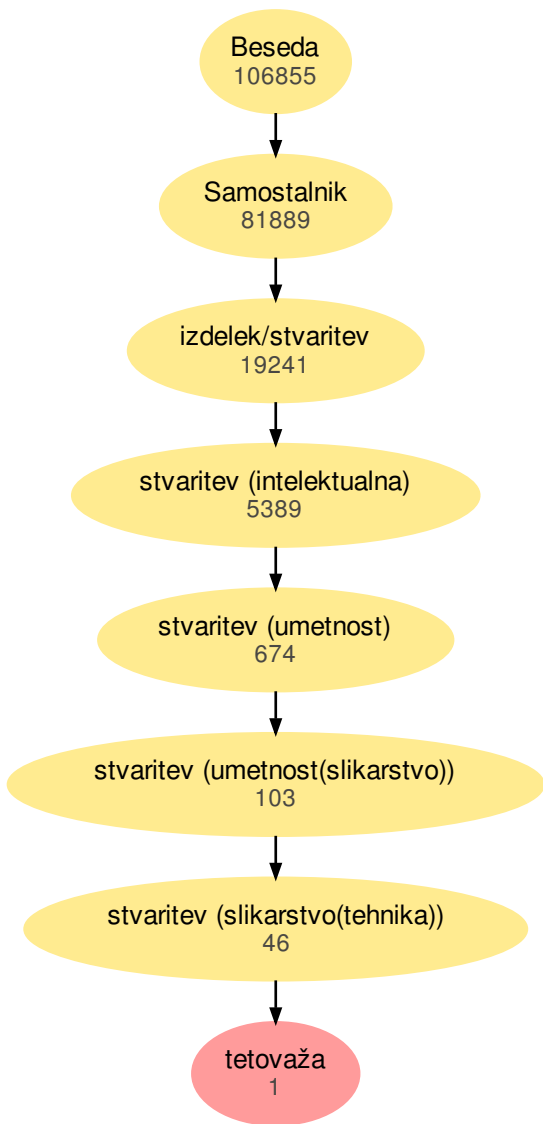 Beseda
106855
Samostalnik
81889
izdelek/stvaritev
19241
stvaritev (intelektualna)
5389
stvaritev (umetnost)
674
stvaritev (umetnost(slikarstvo))
103
stvaritev (slikarstvo(tehnika))
46
tetovaža
1